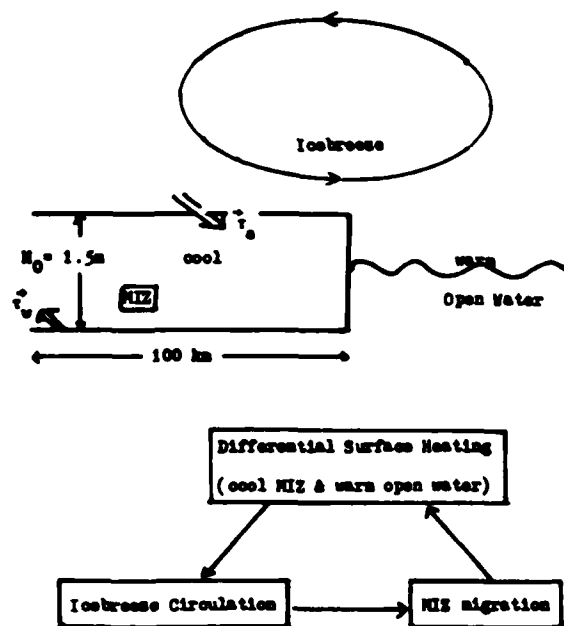 Icebreeze
τₐ
H₀ = 1.5m
cool
warm
MIZ
Open Water
τ_w
100 km
Differential Surface Heating
(cool MIZ & warm open water)
Icebreeze Circulation
MIZ migration